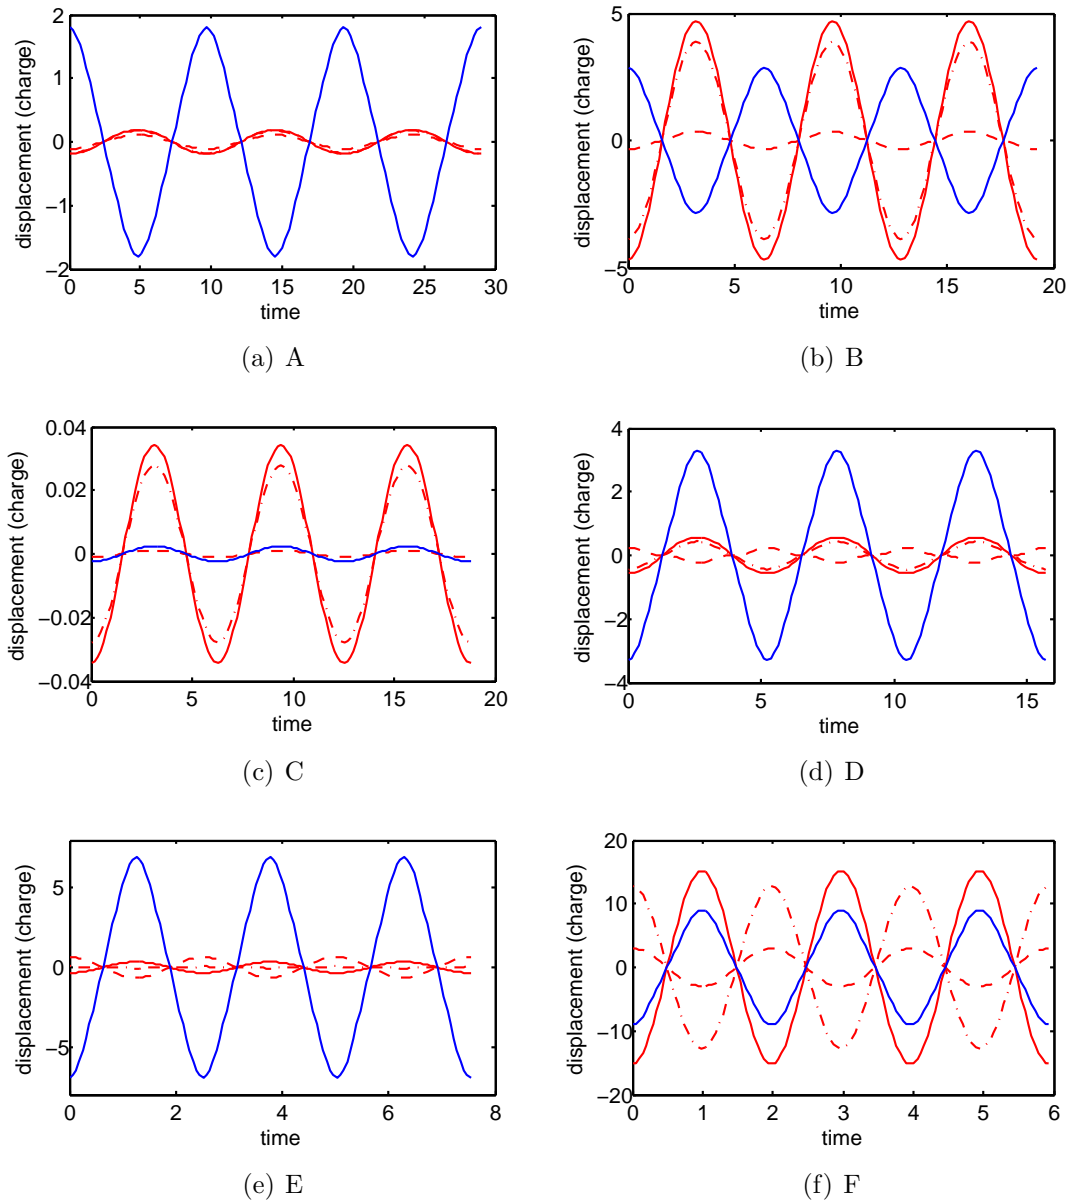 2
1
0
−1
−2
0 5 10 15 20 25 30
displacement (charge)
time
(a) A
5
0
−5
0 5 10 15 20
displacement (charge)
time
(b) B
0.04
0.02
0
−0.02
−0.04
0 5 10 15 20
displacement (charge)
time
(c) C
4
2
0
−2
−4
0 5 10 15
displacement (charge)
time
(d) D
5
0
−5
0 2 4 6 8
displacement (charge)
time
(e) E
20
10
0
−10
−20
0 1 2 3 4 5 6
displacement (charge)
time
(f) F